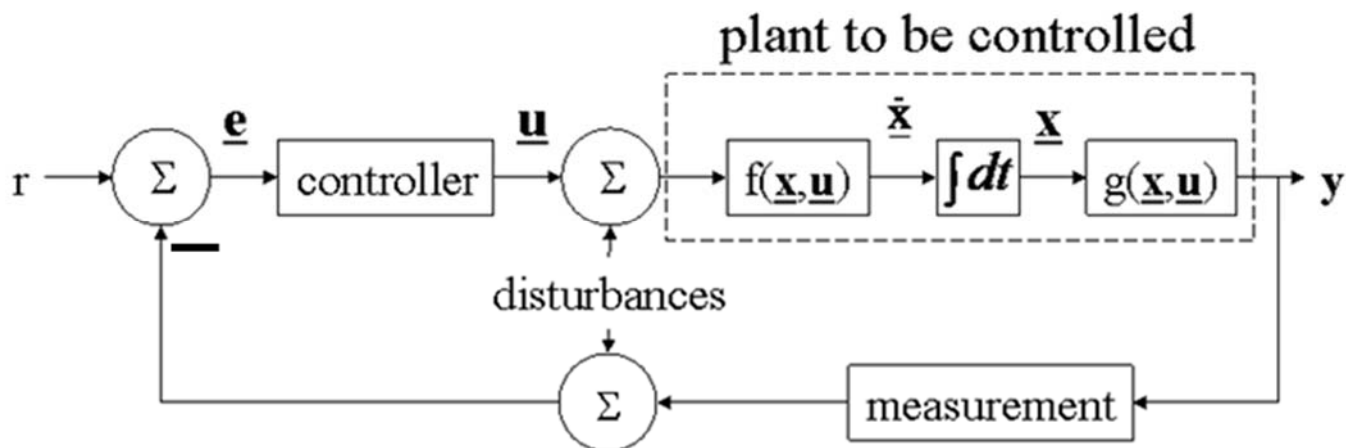 plant to be controlled
r
Σ
e
controller
u
Σ
f(x,u)
ẋ
∫dt
x
g(x,u)
y
−
disturbances
Σ
measurement